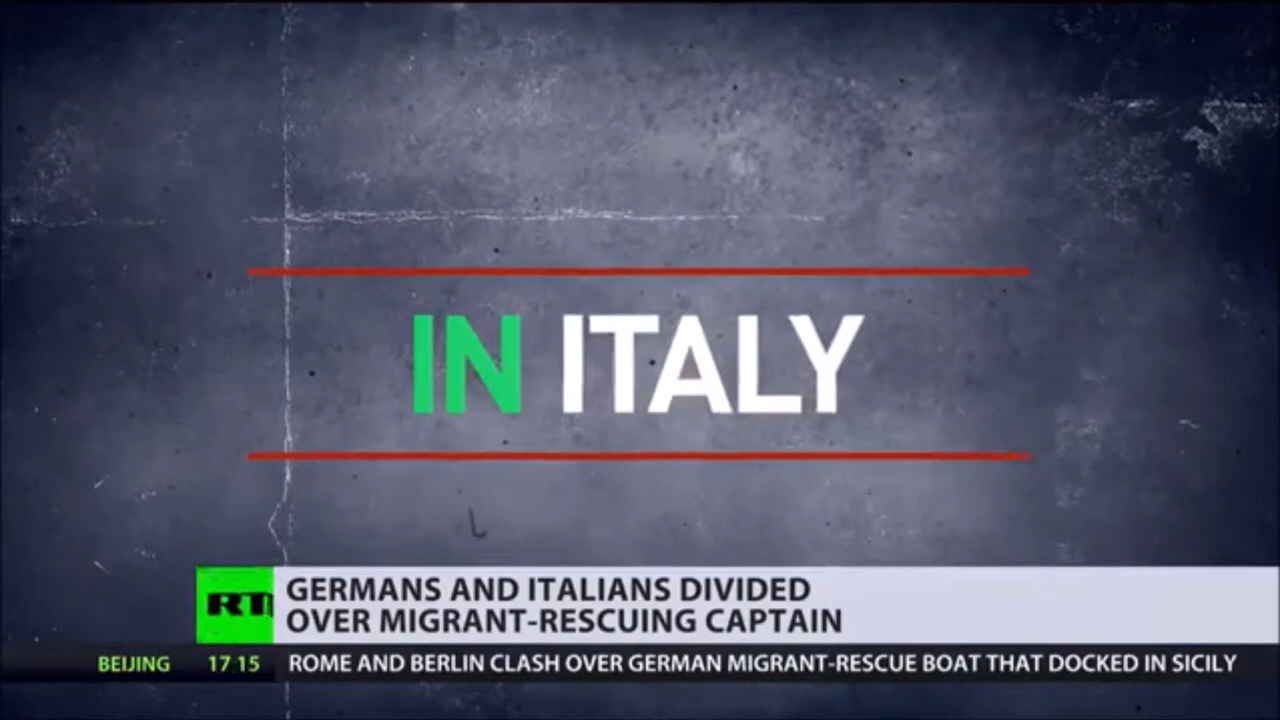 IN ITALY
RT
GERMANS AND ITALIANS DIVIDED
OVER MIGRANT-RESCUING CAPTAIN
BEIJING 17 15 ROME AND BERLIN CLASH OVER GERMAN MIGRANT-RESCUE BOAT THAT DOCKED IN SICILY